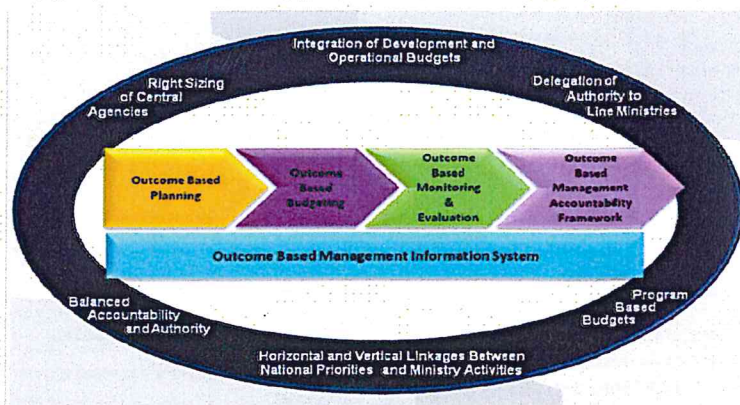 Integration of Development and
Operational Budgets
Right Sizing
of Central
Agencies
Delegation of
Authority to
Line Ministries
Outcome Based
Planning
Outcome
Based
Budgeting
Outcome
Based
Monitoring
&
Evaluation
Outcome
Based
Management
Accountability
Framework
Outcome Based Management Information System
Balanced
Accountability
and Authority
Program
Based
Budgets
Horizontal and Vertical Linkages Between
National Priorities and Ministry Activities